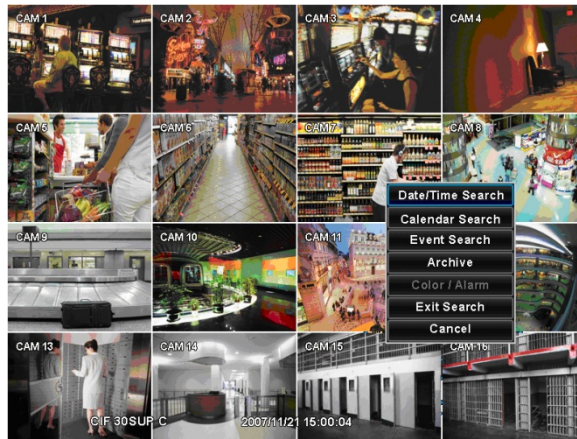 CAM 1
CAM 2
CAM 3
CAM 4
CAM 5
CAM 6
CAM 7
CAM 8
Date/Time Search
Calendar Search
Event Search
Archive
Color / Alarm
Exit Search
Cancel
CAM 9
CAM 10
CAM 11
CAM 13
CAM 14
CAM 15
CAM 16
CIF 30SUP C
2007/11/21 15:00:04